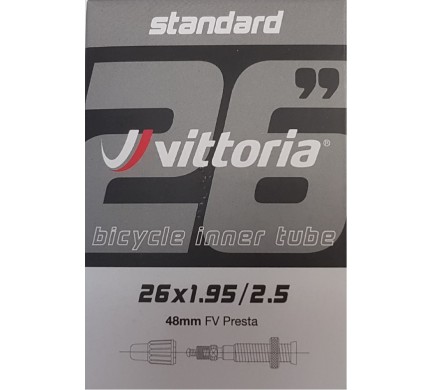 standard
26”
vittoria®
bicycle inner tube
26x1.95/2.5
48mm FV Presta